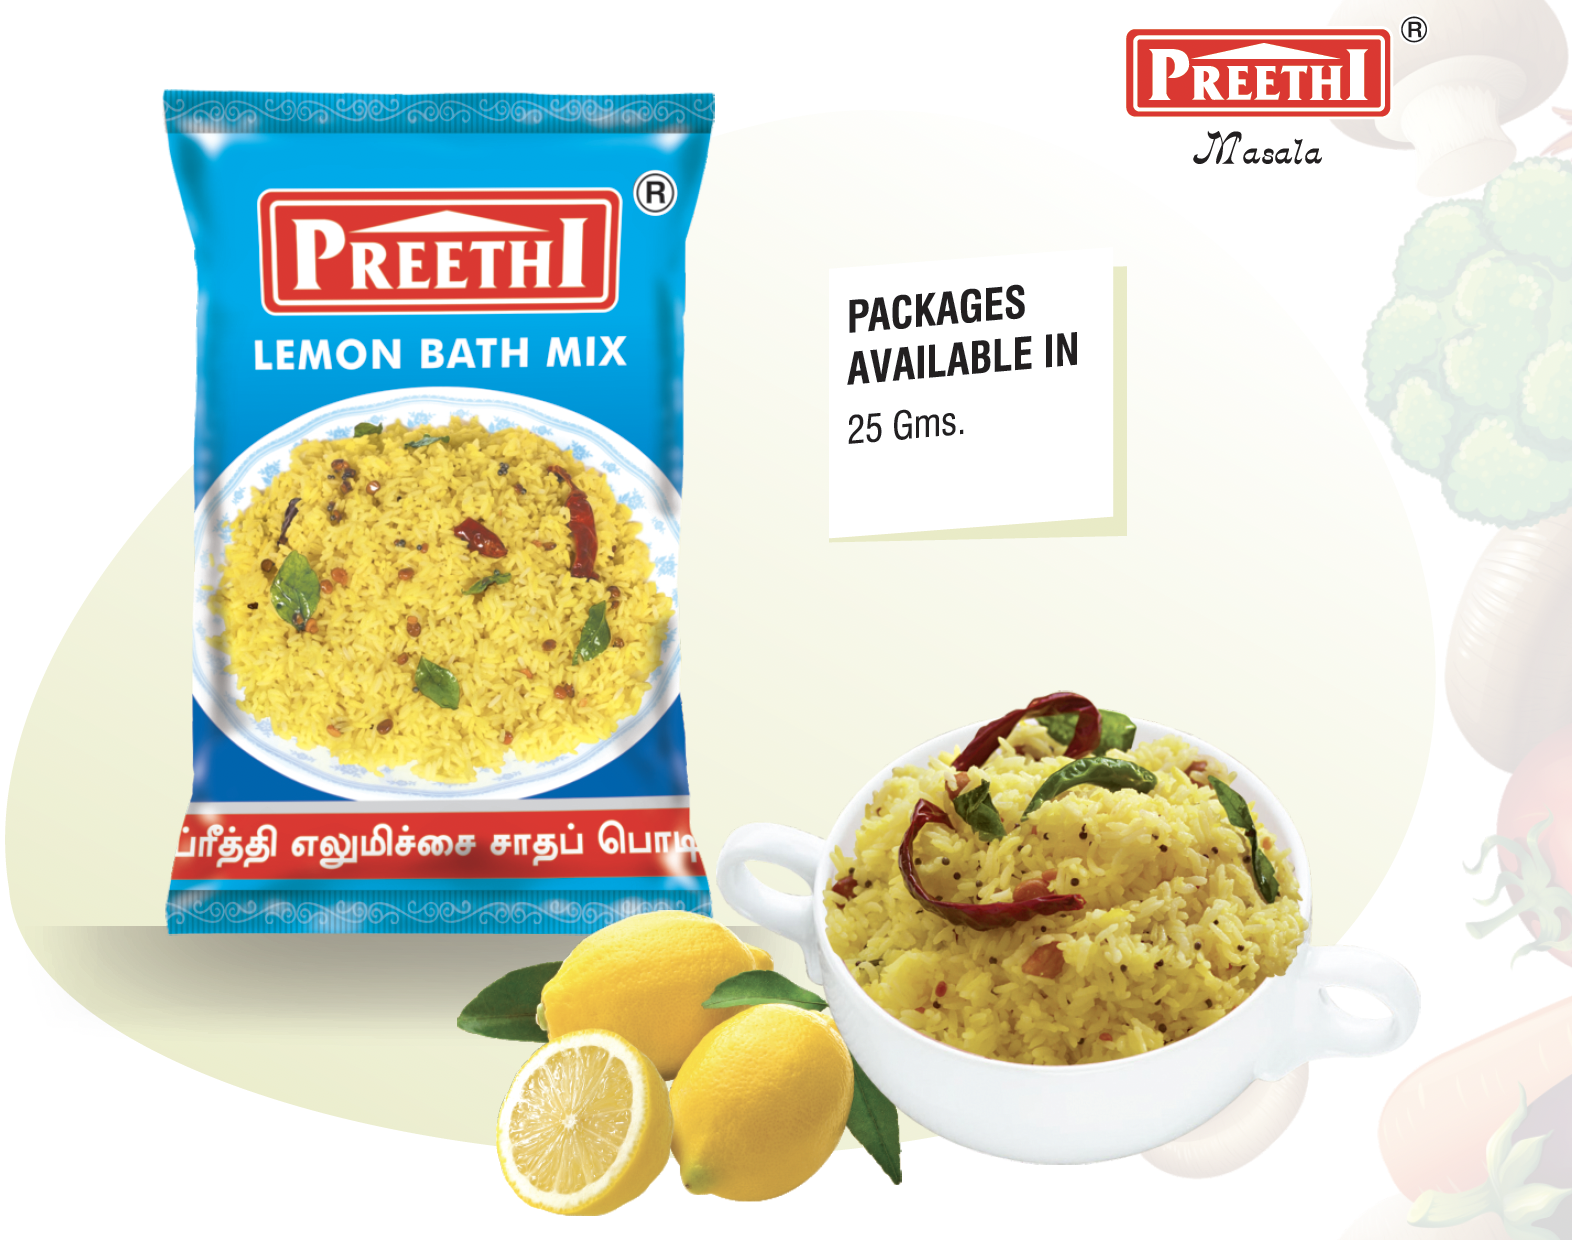 PREETHI ®
Masala
PREETHI ®
LEMON BATH MIX
ப்ரீத்தி எலுமிச்சை சாதப் பொடி
PACKAGES
AVAILABLE IN
25 Gms.